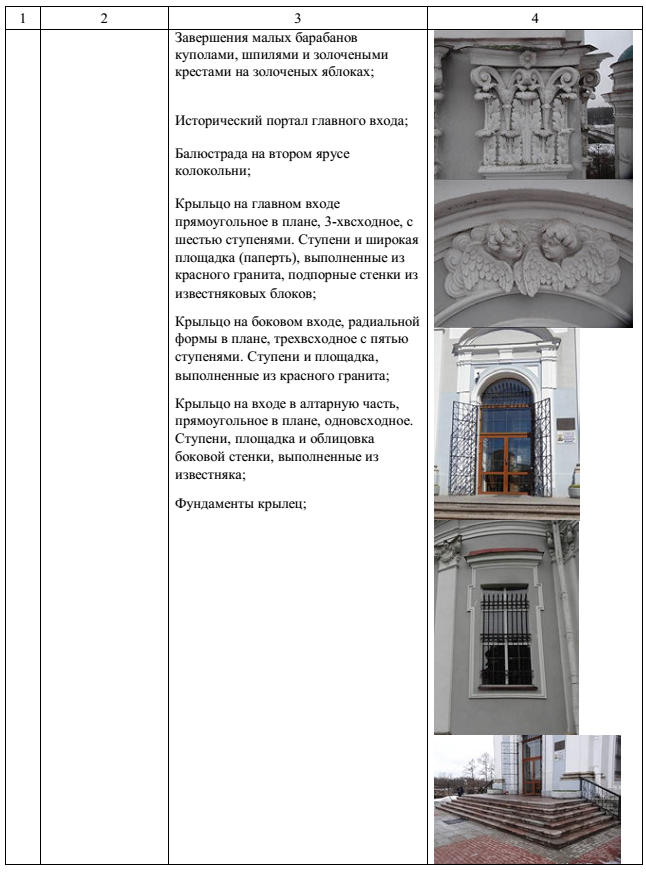 1 2 3 4
Завершения малых барабанов
куполами, шпилями и золочеными
крестами на золоченых яблоках;
Исторический портал главного входа;
Балюстрада на втором ярусе
колокольни;
Крыльцо на главном входе
прямоугольное в плане, 3-хвсходное, с
шестью ступенями. Ступени и широкая
площадка (паперть), выполненные из
красного гранита, подпорные стенки из
известняковых блоков;
Крыльцо на боковом входе, радиальной
формы в плане, трехвсходное с пятью
ступенями. Ступени и площадка,
выполненные из красного гранита;
Крыльцо на входе в алтарную часть,
прямоугольное в плане, одновсходное.
Ступени, площадка и облицовка
боковой стенки, выполненные из
известняка;
Фундаменты крылец;